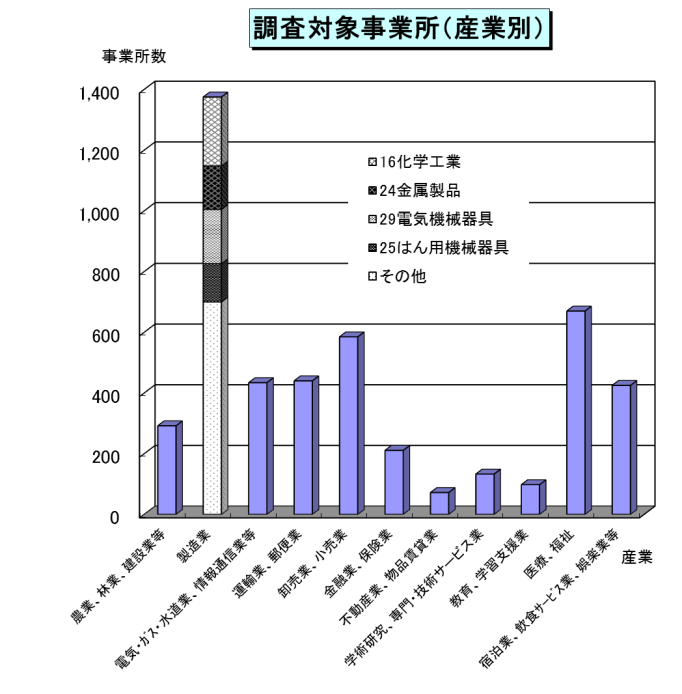 調査対象事業所（産業別）
事業所数
1,400
1,200
1,000
800
600
400
200
0
16化学工業
24金属製品
29電気機械器具
25はん用機械器具
その他
農業、林業、建設業等
製造業
電気・ガス・水道業、情報通信業等
運輸業、郵便業
卸売業、小売業
金融業、保険業
不動産業、物品賃貸業
学術研究、専門・技術サービス業
教育、学習支援業
医療、福祉
宿泊業、飲食サービス業、娯楽業等
産業